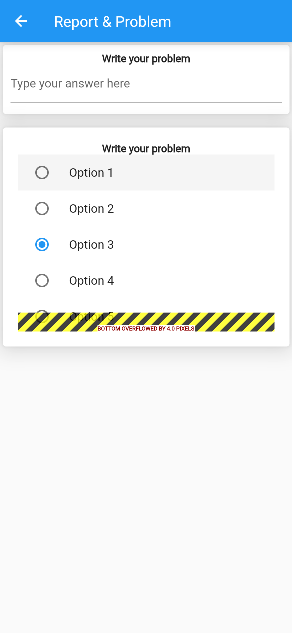 Report & Problem
Write your problem
Type your answer here
Write your problem
Option 1
Option 2
Option 3
Option 4
BOTTOM OVERFLOWED BY 4.0 PIXELS